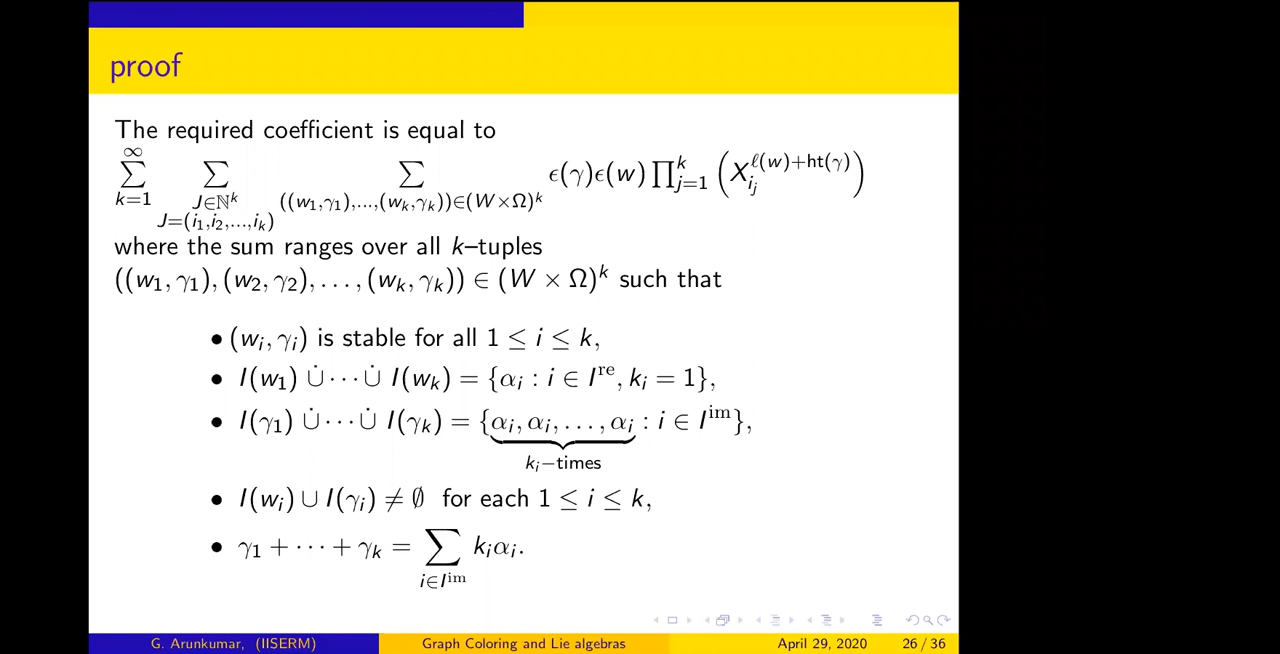 proof
The required coefficient is equal to
∑_{k=1}^{∞} ∑_{J∈ℕ^k, J=(i_1,i_2,...,i_k)} ∑_{((w_1,γ_1),...,(w_k,γ_k))∈(W×Ω)^k} ϵ(γ)ϵ(w) ∏_{j=1}^{k} (X_{i_j}^{ℓ(w)+ht(γ)})
where the sum ranges over all k–tuples
((w_1, γ_1), (w_2, γ_2), . . . , (w_k, γ_k)) ∈ (W × Ω)^k such that
• (w_i, γ_i) is stable for all 1 ≤ i ≤ k,
• I(w_1) ∪̇ ··· ∪̇ I(w_k) = {α_i : i ∈ I^{re}, k_i = 1},
• I(γ_1) ∪̇ ··· ∪̇ I(γ_k) = {α_i, α_i, . . . , α_i : i ∈ I^{im}},
k_i−times
• I(w_i) ∪ I(γ_i) ≠ ∅ for each 1 ≤ i ≤ k,
• γ_1 + ··· + γ_k = ∑_{i∈I^{im}} k_iα_i.
G. Arunkumar, (IISERM) Graph Coloring and Lie algebras April 29, 2020 26 / 36